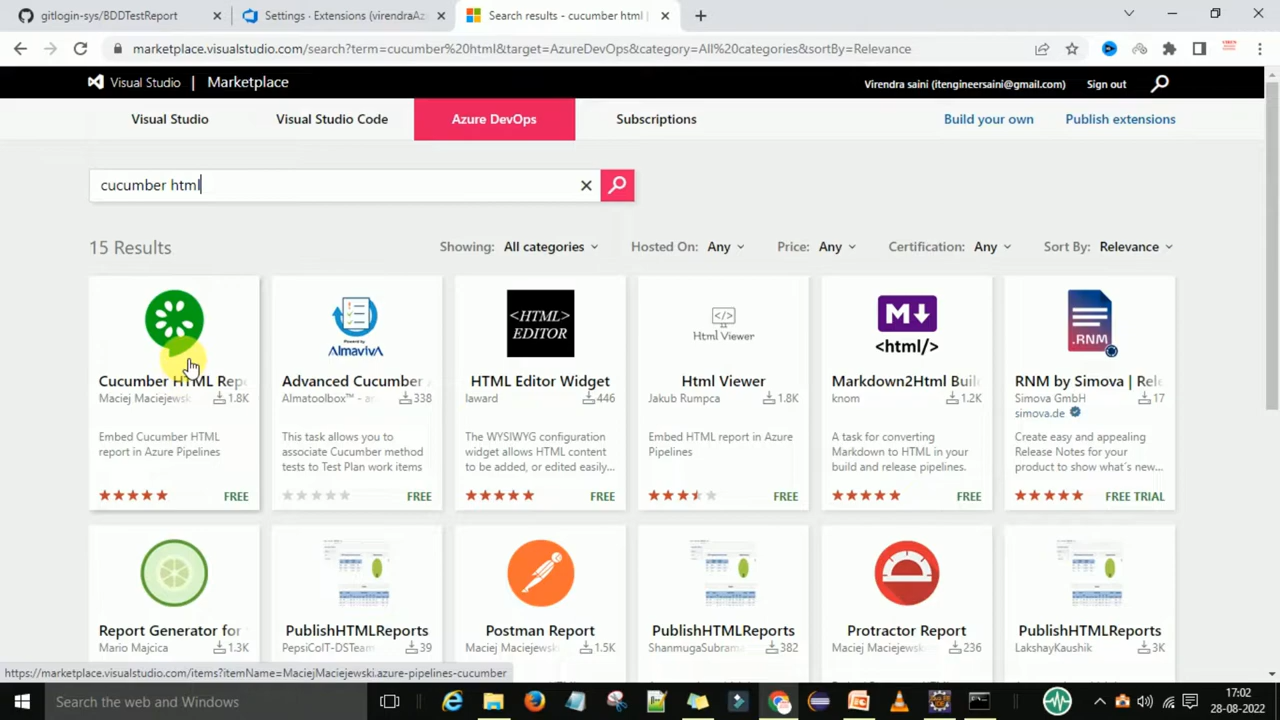 gitlogin-sys/BDDTestReport
Settings · Extensions (virendraAz
Search results - cucumber html |
marketplace.visualstudio.com/search?term=cucumber%20html&target=AzureDevOps&category=All%20categories&sortBy=Relevance
Visual Studio | Marketplace
Virendra saini (itengineersaini@gmail.com)
Sign out
Visual Studio
Visual Studio Code
Azure DevOps
Subscriptions
Build your own
Publish extensions
cucumber html
15 Results
Showing: All categories
Hosted On: Any
Price: Any
Certification: Any
Sort By: Relevance
Powered by
ALMAVIVA
<HTML>
EDITOR
</>
Html Viewer
M
<html/>
.RNM
Cucumber HTML Rep
Advanced Cucumber
HTML Editor Widget
Html Viewer
Markdown2Html Buil
RNM by Simova | Rel
Maciej Maciejewsk 1.8K
Almatoolbox™ - an 338
laward 446
Jakub Rumpca 1.8K
knom 1.2K
Simova GmbH 17
simova.de
Embed Cucumber HTML
report in Azure Pipelines
This task allows you to
associate Cucumber method
tests to Test Plan work items
The WYSIWYG configuration
widget allows HTML content
to be added, or edited easily...
Embed HTML report in Azure
Pipelines
A task for converting
Markdown to HTML in your
build and release pipelines.
Create easy and appealing
Release Notes for your
product to show what´s new...
FREE
FREE
FREE
FREE
FREE
FREE TRIAL
Report Generator for
PublishHTMLReports
Postman Report
PublishHTMLReports
Protractor Report
PublishHTMLReports
Mario Majcica 1.3K
PepsiCoIT-DSTeam 39
Maciej Maciejewsk 1.5K
ShanmugaSubrama 382
Maciej Maciejewsk 236
LakshayKaushik 3K
https://marketplace.visualstudio.com/items?itemName=MaciejMaciejewski.azure-pipelines-cucumber
Search the web and Windows
17:02
28-08-2022